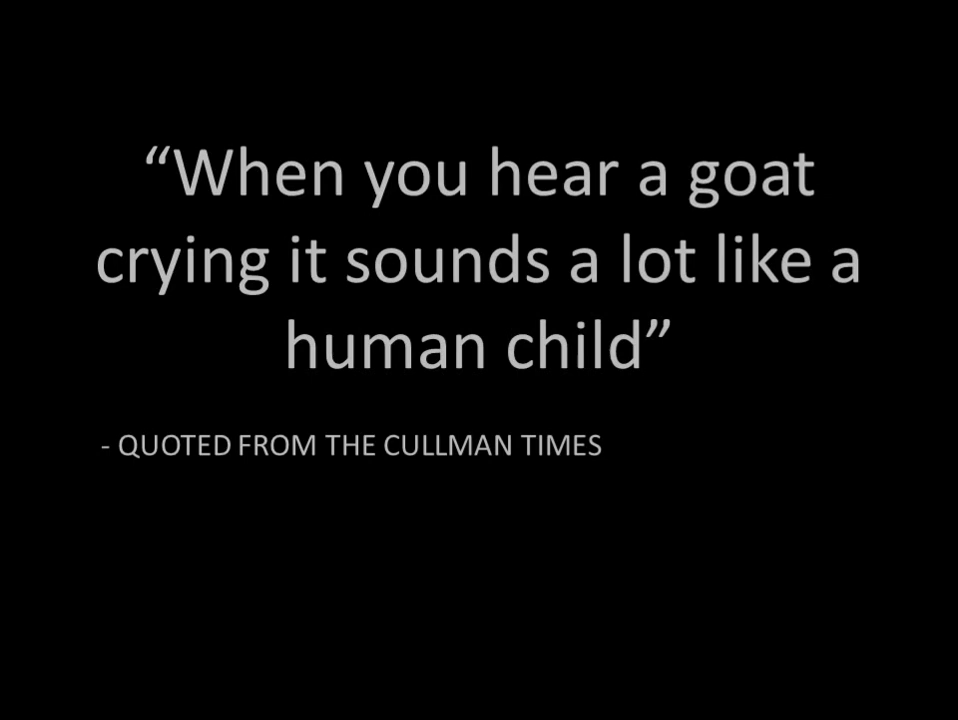 “When you hear a goat
crying it sounds a lot like a
human child”
- QUOTED FROM THE CULLMAN TIMES